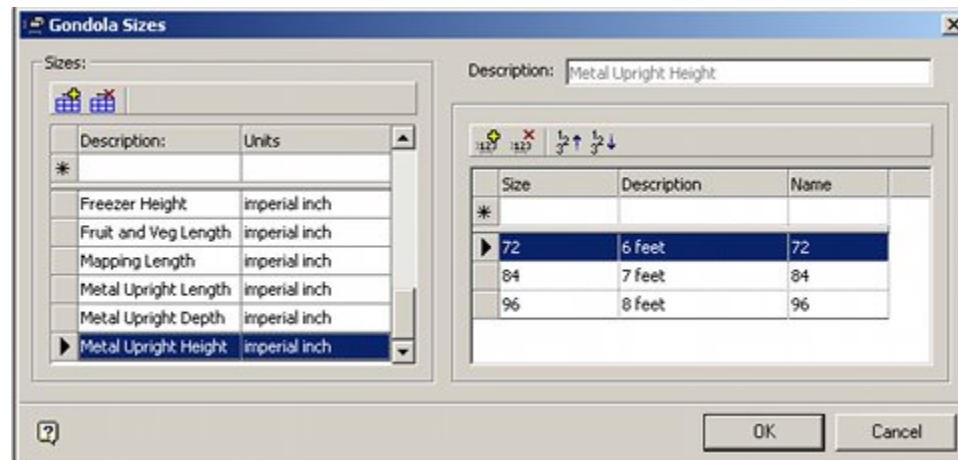 Gondola Sizes
Sizes:
Description: Units
Freezer Height imperial inch
Fruit and Veg Length imperial inch
Mapping Length imperial inch
Metal Upright Length imperial inch
Metal Upright Depth imperial inch
Metal Upright Height imperial inch
Description: Metal Upright Height
Size Description Name
72 6 feet 72
84 7 feet 84
96 8 feet 96
OK Cancel